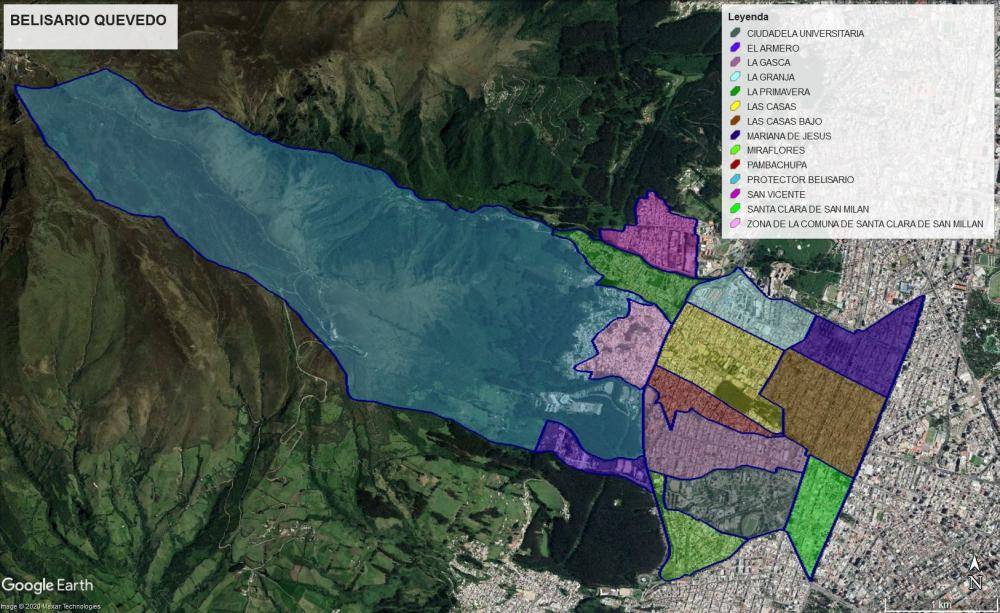 BELISARIO QUEVEDO
Leyenda
CIUDADELA UNIVERSITARIA
EL ARMERO
LA GASCA
LA GRANJA
LA PRIMAVERA
LAS CASAS
LAS CASAS BAJO
MARIANA DE JESUS
MIRAFLORES
PAMBACHUPA
PROTECTOR BELISARIO
SAN VICENTE
SANTA CLARA DE SAN MILAN
ZONA DE LA COMUNA DE SANTA CLARA DE SAN MILLAN
Google Earth
Image © 2020 Maxar Technologies
N
km